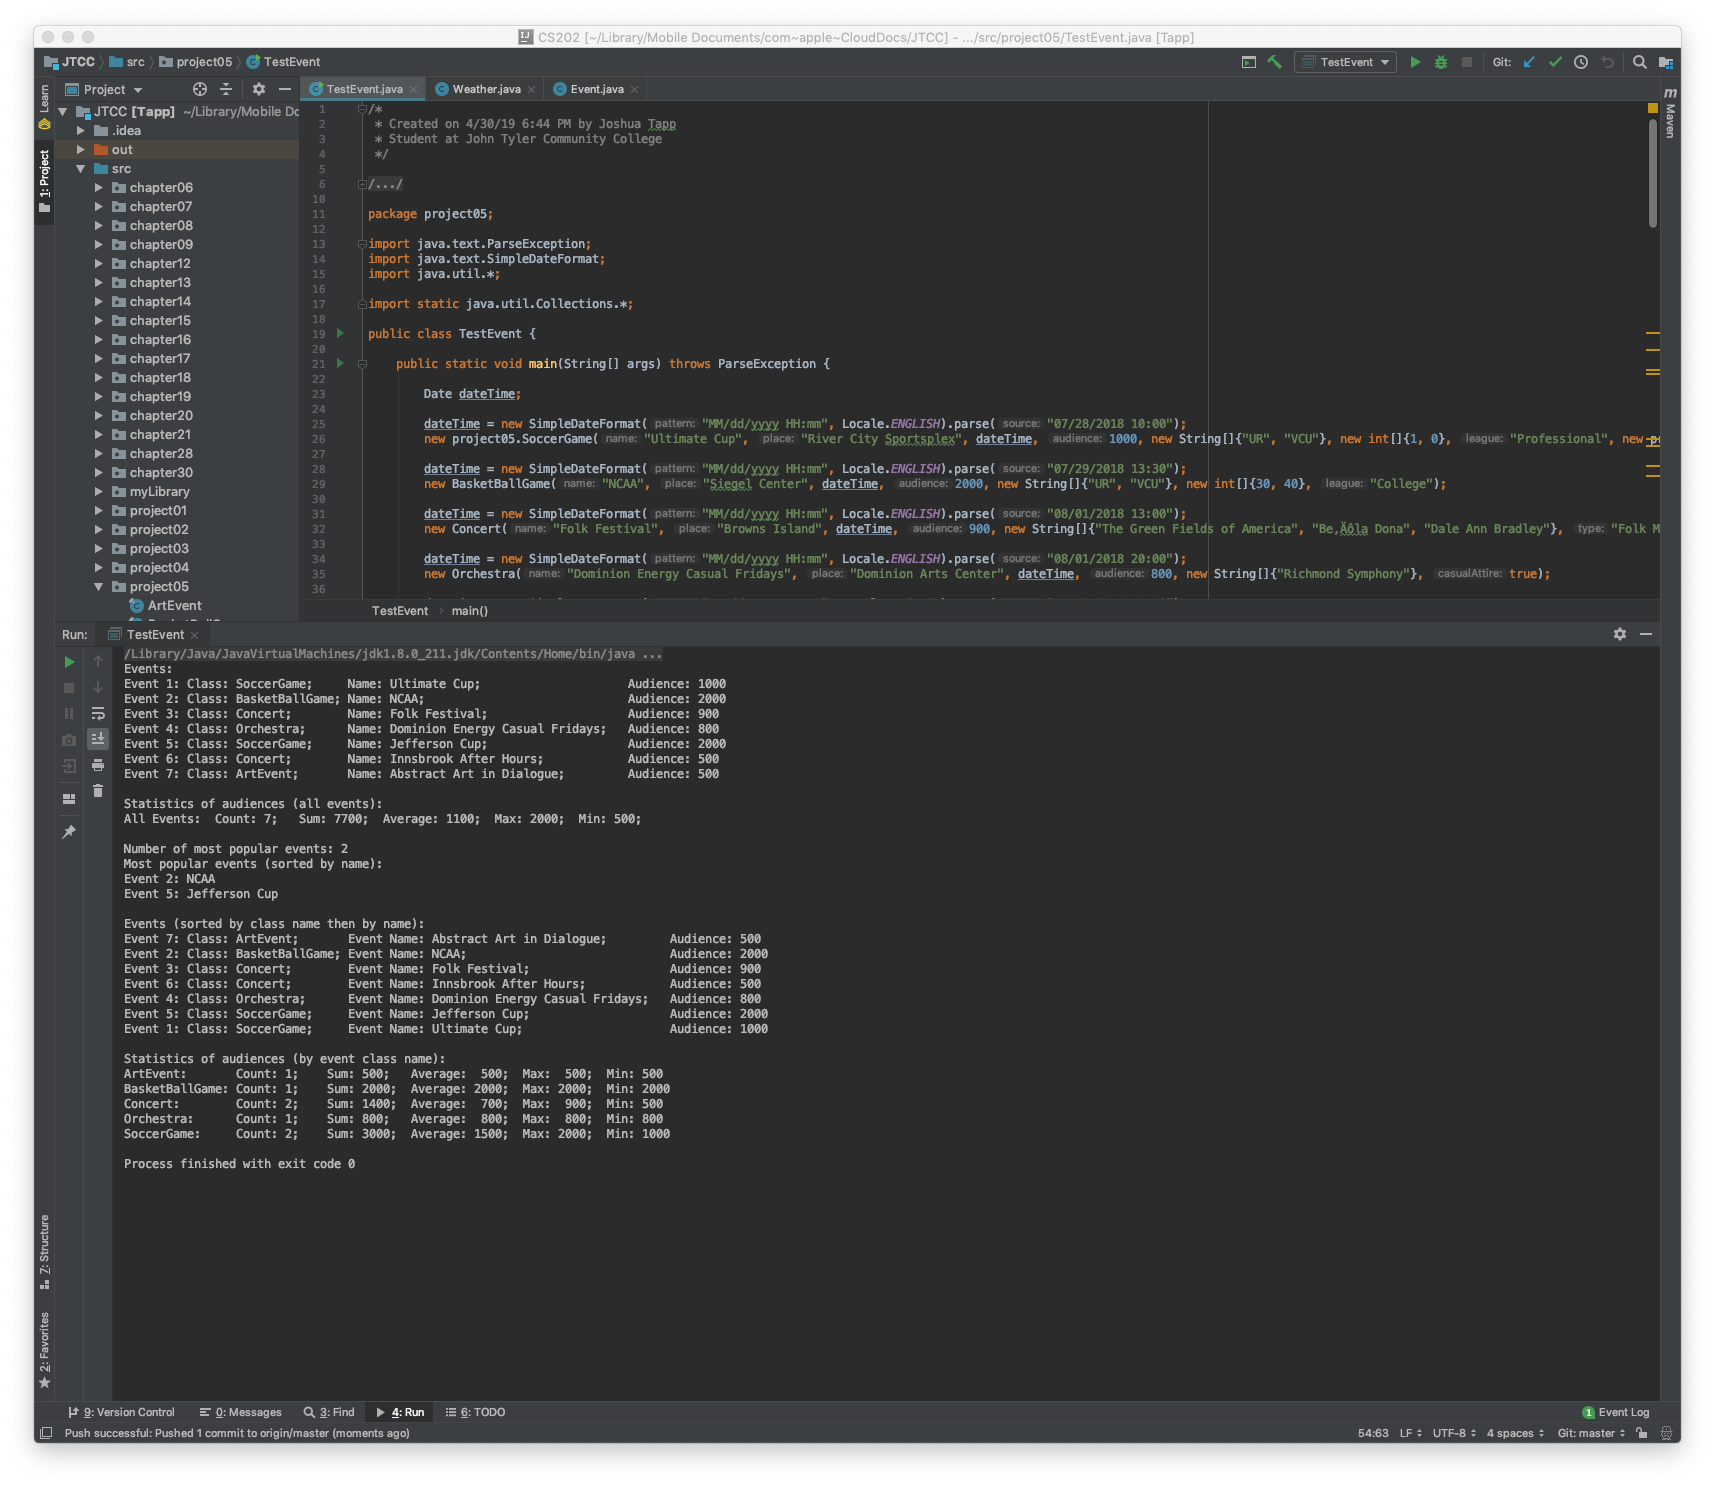 CS202 [~/Library/Mobile Documents/com~apple~CloudDocs/JTCC] - .../src/project05/TestEvent.java [Tapp]
JTCC src project05 TestEvent
TestEvent Git:
Learn
1: Project
7: Structure
2: Favorites
Maven
Project
JTCC [Tapp] ~/Library/Mobile Do
.idea
out
src
chapter06
chapter07
chapter08
chapter09
chapter12
chapter13
chapter14
chapter15
chapter16
chapter17
chapter18
chapter19
chapter20
chapter21
chapter28
chapter30
myLibrary
project01
project02
project03
project04
project05
ArtEvent
TestEvent.java Weather.java Event.java
1 /*
2 * Created on 4/30/19 6:44 PM by Joshua Tapp
3 * Student at John Tyler Community College
4 */
5
6 /.../
10
11 package project05;
12
13 import java.text.ParseException;
14 import java.text.SimpleDateFormat;
15 import java.util.*;
16
17 import static java.util.Collections.*;
18
19 public class TestEvent {
20
21 public static void main(String[] args) throws ParseException {
22
23 Date dateTime;
24
25 dateTime = new SimpleDateFormat( pattern: "MM/dd/yyyy HH:mm", Locale.ENGLISH).parse( source: "07/28/2018 10:00");
26 new project05.SoccerGame( name: "Ultimate Cup", place: "River City Sportsplex", dateTime, audience: 1000, new String[]{"UR", "VCU"}, new int[]{1, 0}, league: "Professional", new p
27
28 dateTime = new SimpleDateFormat( pattern: "MM/dd/yyyy HH:mm", Locale.ENGLISH).parse( source: "07/29/2018 13:30");
29 new BasketBallGame( name: "NCAA", place: "Siegel Center", dateTime, audience: 2000, new String[]{"UR", "VCU"}, new int[]{30, 40}, league: "College");
30
31 dateTime = new SimpleDateFormat( pattern: "MM/dd/yyyy HH:mm", Locale.ENGLISH).parse( source: "08/01/2018 13:00");
32 new Concert( name: "Folk Festival", place: "Browns Island", dateTime, audience: 900, new String[]{"The Green Fields of America", "Be‚Äôla Dona", "Dale Ann Bradley"}, type: "Folk M
33
34 dateTime = new SimpleDateFormat( pattern: "MM/dd/yyyy HH:mm", Locale.ENGLISH).parse( source: "08/01/2018 20:00");
35 new Orchestra( name: "Dominion Energy Casual Fridays", place: "Dominion Arts Center", dateTime, audience: 800, new String[]{"Richmond Symphony"}, casualAttire: true);
36
TestEvent main()
Run: TestEvent
/Library/Java/JavaVirtualMachines/jdk1.8.0_211.jdk/Contents/Home/bin/java ...
Events:
Event 1: Class: SoccerGame; Name: Ultimate Cup; Audience: 1000
Event 2: Class: BasketBallGame; Name: NCAA; Audience: 2000
Event 3: Class: Concert; Name: Folk Festival; Audience: 900
Event 4: Class: Orchestra; Name: Dominion Energy Casual Fridays; Audience: 800
Event 5: Class: SoccerGame; Name: Jefferson Cup; Audience: 2000
Event 6: Class: Concert; Name: Innsbrook After Hours; Audience: 500
Event 7: Class: ArtEvent; Name: Abstract Art in Dialogue; Audience: 500
Statistics of audiences (all events):
All Events: Count: 7; Sum: 7700; Average: 1100; Max: 2000; Min: 500;
Number of most popular events: 2
Most popular events (sorted by name):
Event 2: NCAA
Event 5: Jefferson Cup
Events (sorted by class name then by name):
Event 7: Class: ArtEvent; Event Name: Abstract Art in Dialogue; Audience: 500
Event 2: Class: BasketBallGame; Event Name: NCAA; Audience: 2000
Event 3: Class: Concert; Event Name: Folk Festival; Audience: 900
Event 6: Class: Concert; Event Name: Innsbrook After Hours; Audience: 500
Event 4: Class: Orchestra; Event Name: Dominion Energy Casual Fridays; Audience: 800
Event 5: Class: SoccerGame; Event Name: Jefferson Cup; Audience: 2000
Event 1: Class: SoccerGame; Event Name: Ultimate Cup; Audience: 1000
Statistics of audiences (by event class name):
ArtEvent: Count: 1; Sum: 500; Average: 500; Max: 500; Min: 500
BasketBallGame: Count: 1; Sum: 2000; Average: 2000; Max: 2000; Min: 2000
Concert: Count: 2; Sum: 1400; Average: 700; Max: 900; Min: 500
Orchestra: Count: 1; Sum: 800; Average: 800; Max: 800; Min: 800
SoccerGame: Count: 2; Sum: 3000; Average: 1500; Max: 2000; Min: 1000
Process finished with exit code 0
9: Version Control 0: Messages 3: Find 4: Run 6: TODO 1 Event Log
Push successful: Pushed 1 commit to origin/master (moments ago) 54:63 LF UTF-8 4 spaces Git: master